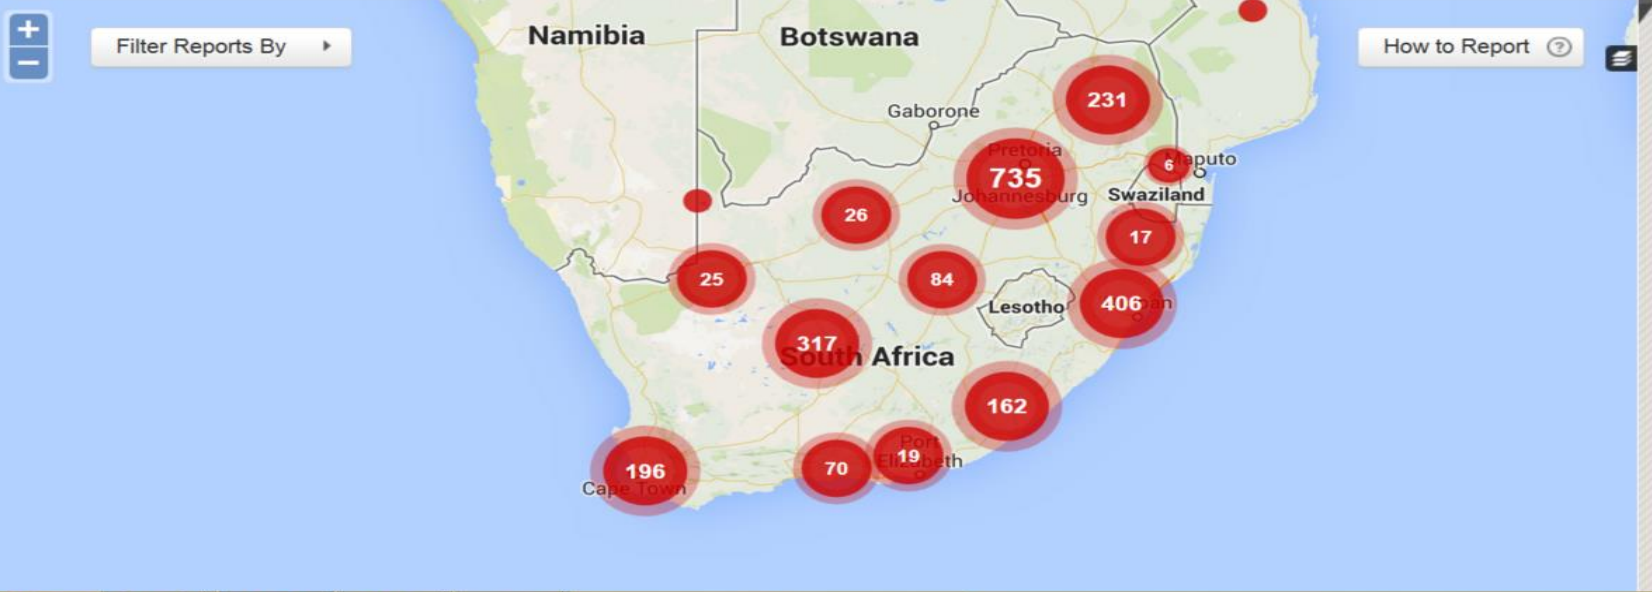 +
−
Filter Reports By
Namibia
Botswana
How to Report ?
Gaborone
231
Pretoria
735
Johannesburg
6
Maputo
Swaziland
26
17
25
84
Lesotho
406
317
South Africa
162
196
Cape Town
70
19
Port
Elizabeth